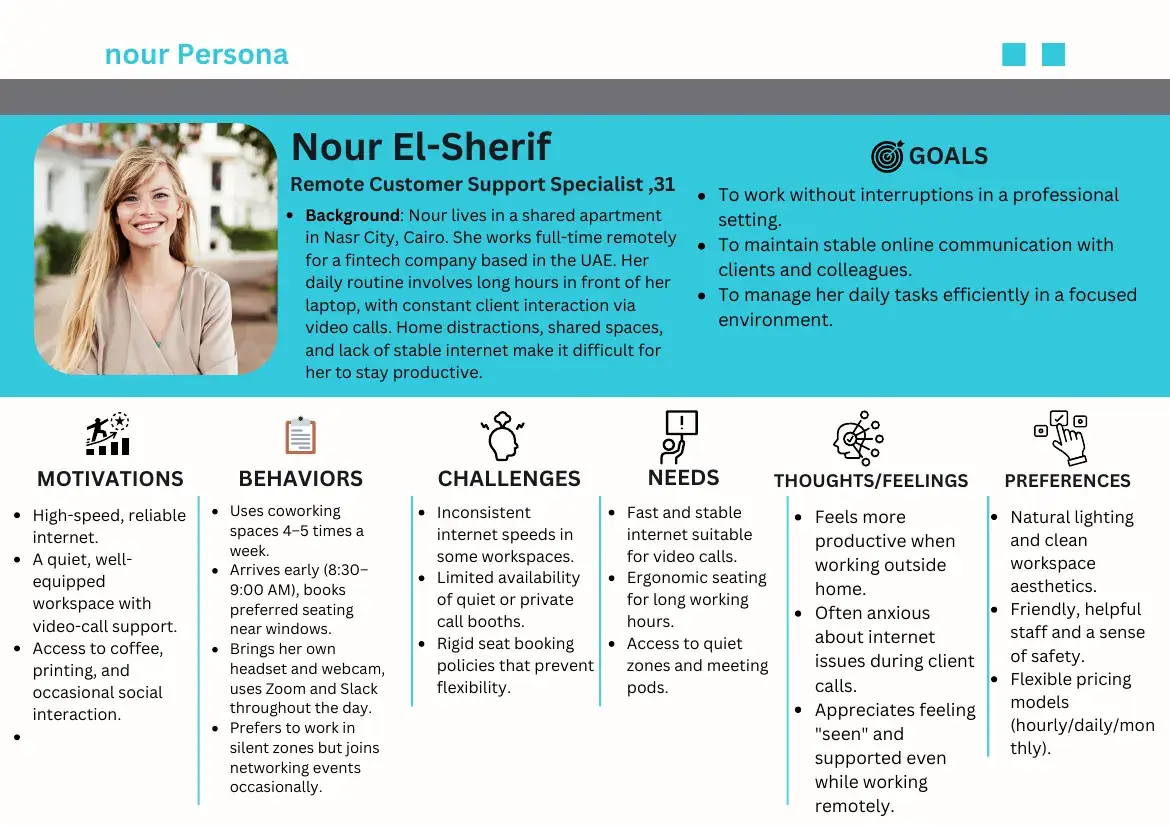 nour Persona
Nour El-Sherif
Remote Customer Support Specialist ,31
• Background: Nour lives in a shared apartment
in Nasr City, Cairo. She works full-time remotely
for a fintech company based in the UAE. Her
daily routine involves long hours in front of her
laptop, with constant client interaction via
video calls. Home distractions, shared spaces,
and lack of stable internet make it difficult for
her to stay productive.
GOALS
• To work without interruptions in a professional
setting.
• To maintain stable online communication with
clients and colleagues.
• To manage her daily tasks efficiently in a focused
environment.
MOTIVATIONS
• High-speed, reliable
internet.
• A quiet, well-
equipped
workspace with
video-call support.
• Access to coffee,
printing, and
occasional social
interaction.
•
BEHAVIORS
• Uses coworking
spaces 4–5 times a
week.
• Arrives early (8:30–
9:00 AM), books
preferred seating
near windows.
• Brings her own
headset and webcam,
uses Zoom and Slack
throughout the day.
• Prefers to work in
silent zones but joins
networking events
occasionally.
CHALLENGES
• Inconsistent
internet speeds in
some workspaces.
• Limited availability
of quiet or private
call booths.
• Rigid seat booking
policies that prevent
flexibility.
NEEDS
• Fast and stable
internet suitable
for video calls.
• Ergonomic seating
for long working
hours.
• Access to quiet
zones and meeting
pods.
THOUGHTS/FEELINGS
• Feels more
productive when
working outside
home.
• Often anxious
about internet
issues during client
calls.
• Appreciates feeling
"seen" and
supported even
while working
remotely.
PREFERENCES
• Natural lighting
and clean
workspace
aesthetics.
• Friendly, helpful
staff and a sense
of safety.
• Flexible pricing
models
(hourly/daily/mon
thly).